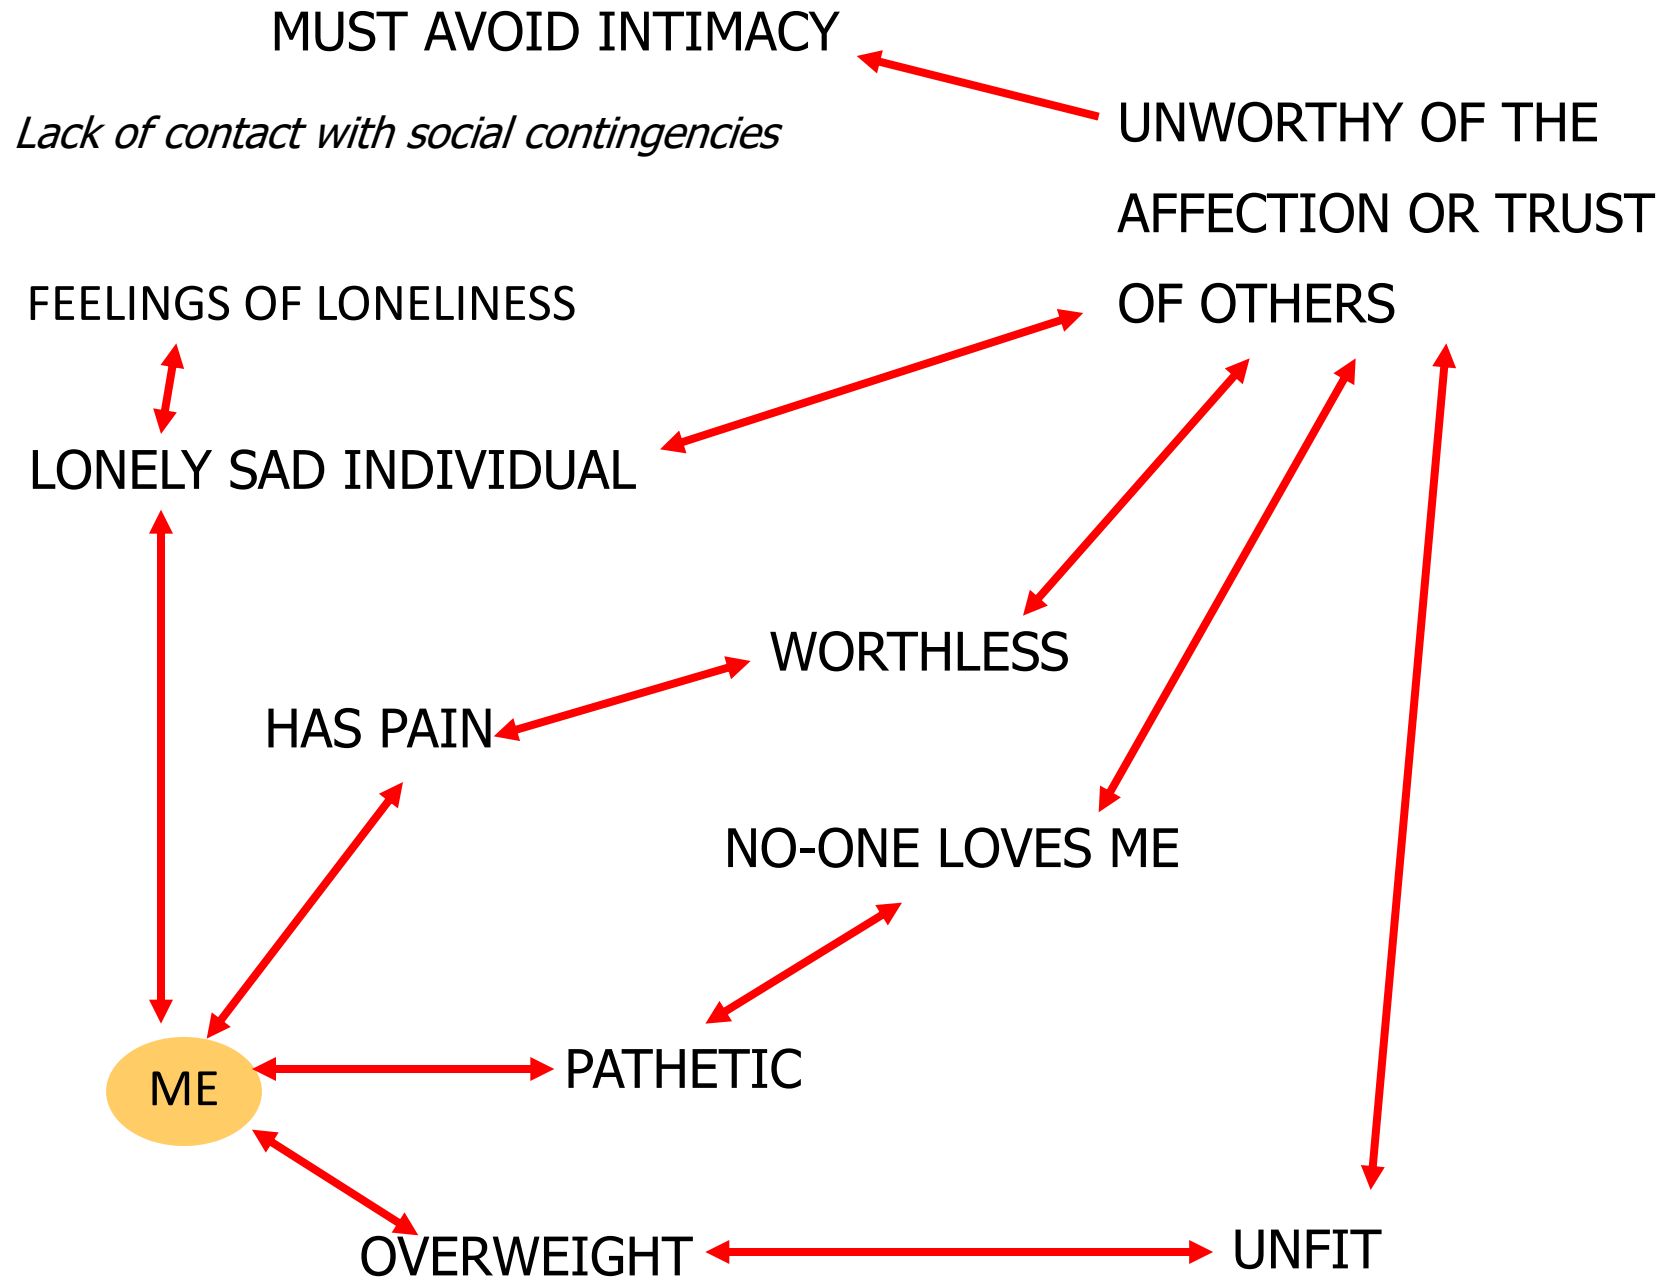 MUST AVOID INTIMACY
Lack of contact with social contingencies
UNWORTHY OF THE
AFFECTION OR TRUST
OF OTHERS
FEELINGS OF LONELINESS
LONELY SAD INDIVIDUAL
WORTHLESS
HAS PAIN
NO-ONE LOVES ME
PATHETIC
ME
OVERWEIGHT
UNFIT